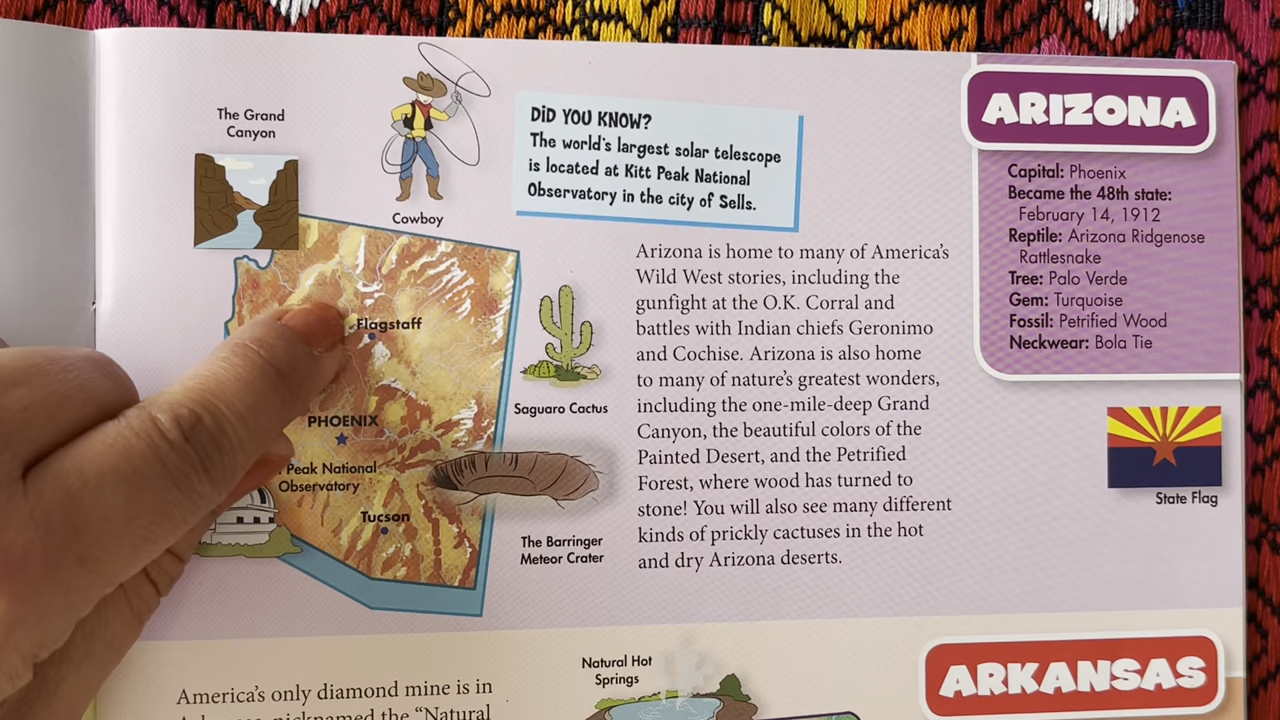 The Grand
Canyon
Cowboy
DiD YOU KNOW?
The world's largest solar telescope
is located at Kitt Peak National
Observatory in the city of Sells.
ARIZONA
Capital: Phoenix
Became the 48th state:
February 14, 1912
Reptile: Arizona Ridgenose
Rattlesnake
Tree: Palo Verde
Gem: Turquoise
Fossil: Petrified Wood
Neckwear: Bola Tie
State Flag
Flagstaff
PHOENIX
Peak National
Observatory
Tucson
Saguaro Cactus
The Barringer
Meteor Crater
Arizona is home to many of America's
Wild West stories, including the
gunfight at the O.K. Corral and
battles with Indian chiefs Geronimo
and Cochise. Arizona is also home
to many of nature's greatest wonders,
including the one-mile-deep Grand
Canyon, the beautiful colors of the
Painted Desert, and the Petrified
Forest, where wood has turned to
stone! You will also see many different
kinds of prickly cactuses in the hot
and dry Arizona deserts.
Natural Hot
Springs
ARKANSAS
America's only diamond mine is in
nicknamed the "Natural